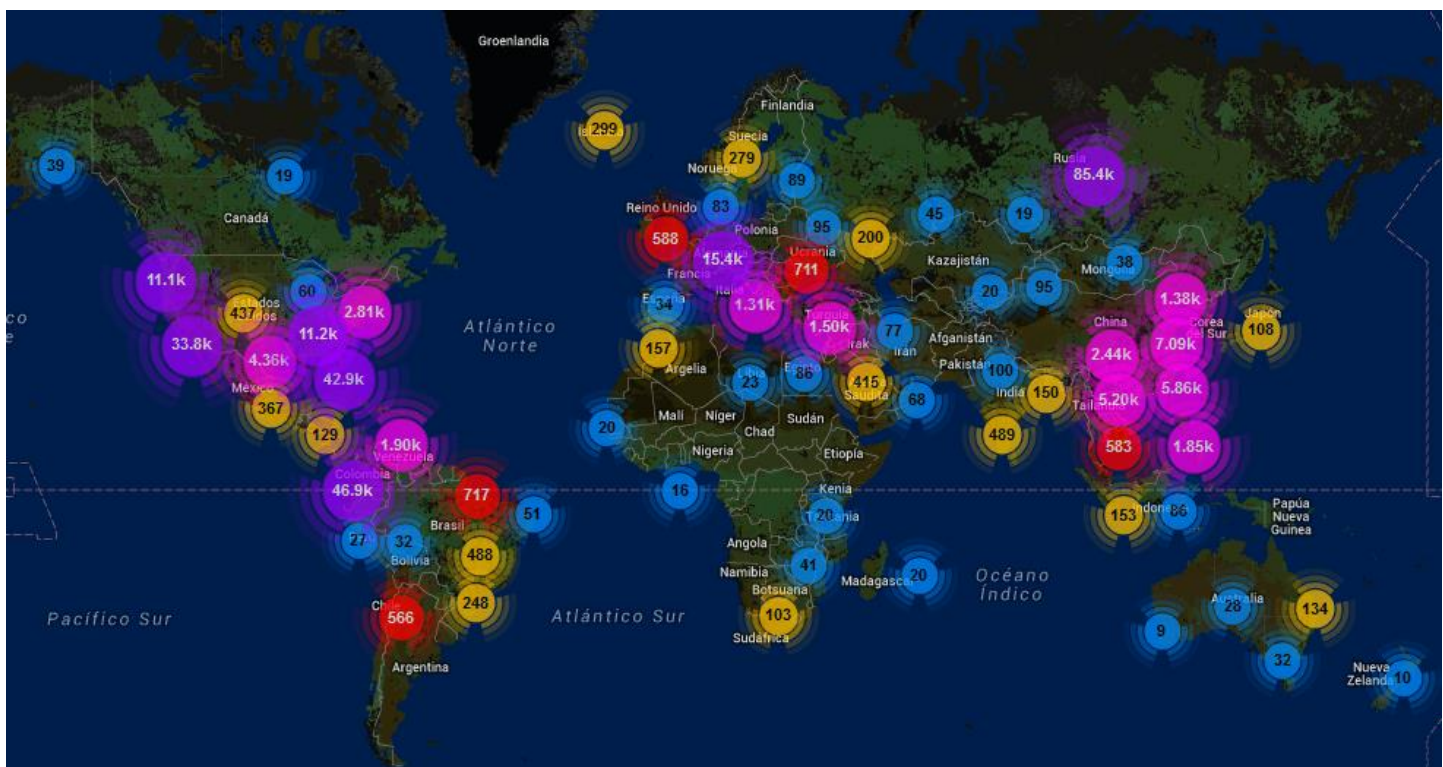 Groenlandia
Finlandia
299
Suecia
279
Noruega
Rusia
85.4k
39
19
89
Canadá
Reino Unido
83
45
19
588
Polonia
95
200
Ucrania
15.4k
711
Francia
Kazajistán
38
11.1k
60
Italia
20
95
1.38k
437
2.81k
34
1.31k
Turquía
1.50k
China
Corea
del Sur
Japón
108
Atlántico
Norte
11.2k
77
Irán
Afganistán
33.8k
4.36k
157
Irak
7.09k
2.44k
Argelia
Pakistán
100
México
42.9k
Libia
23
Egipto
86
415
Saudita
68
India
150
5.86k
5.20k
Tailandia
367
Malí
Níger
Sudán
20
Chad
129
1.90k
Venezuela
Nigeria
Etiopía
489
583
1.85k
Colombia
46.9k
717
16
Kenia
Brasil
51
20
Tanzania
153
86
Papúa
Nueva
Guinea
27
32
Bolivia
488
Angola
41
Namibia
Botsuana
Madagascar
20
Océano
Índico
248
Chile
566
Pacífico Sur
Atlántico Sur
103
Sudáfrica
Australia
28
134
9
Argentina
32
Nueva
Zelanda
10